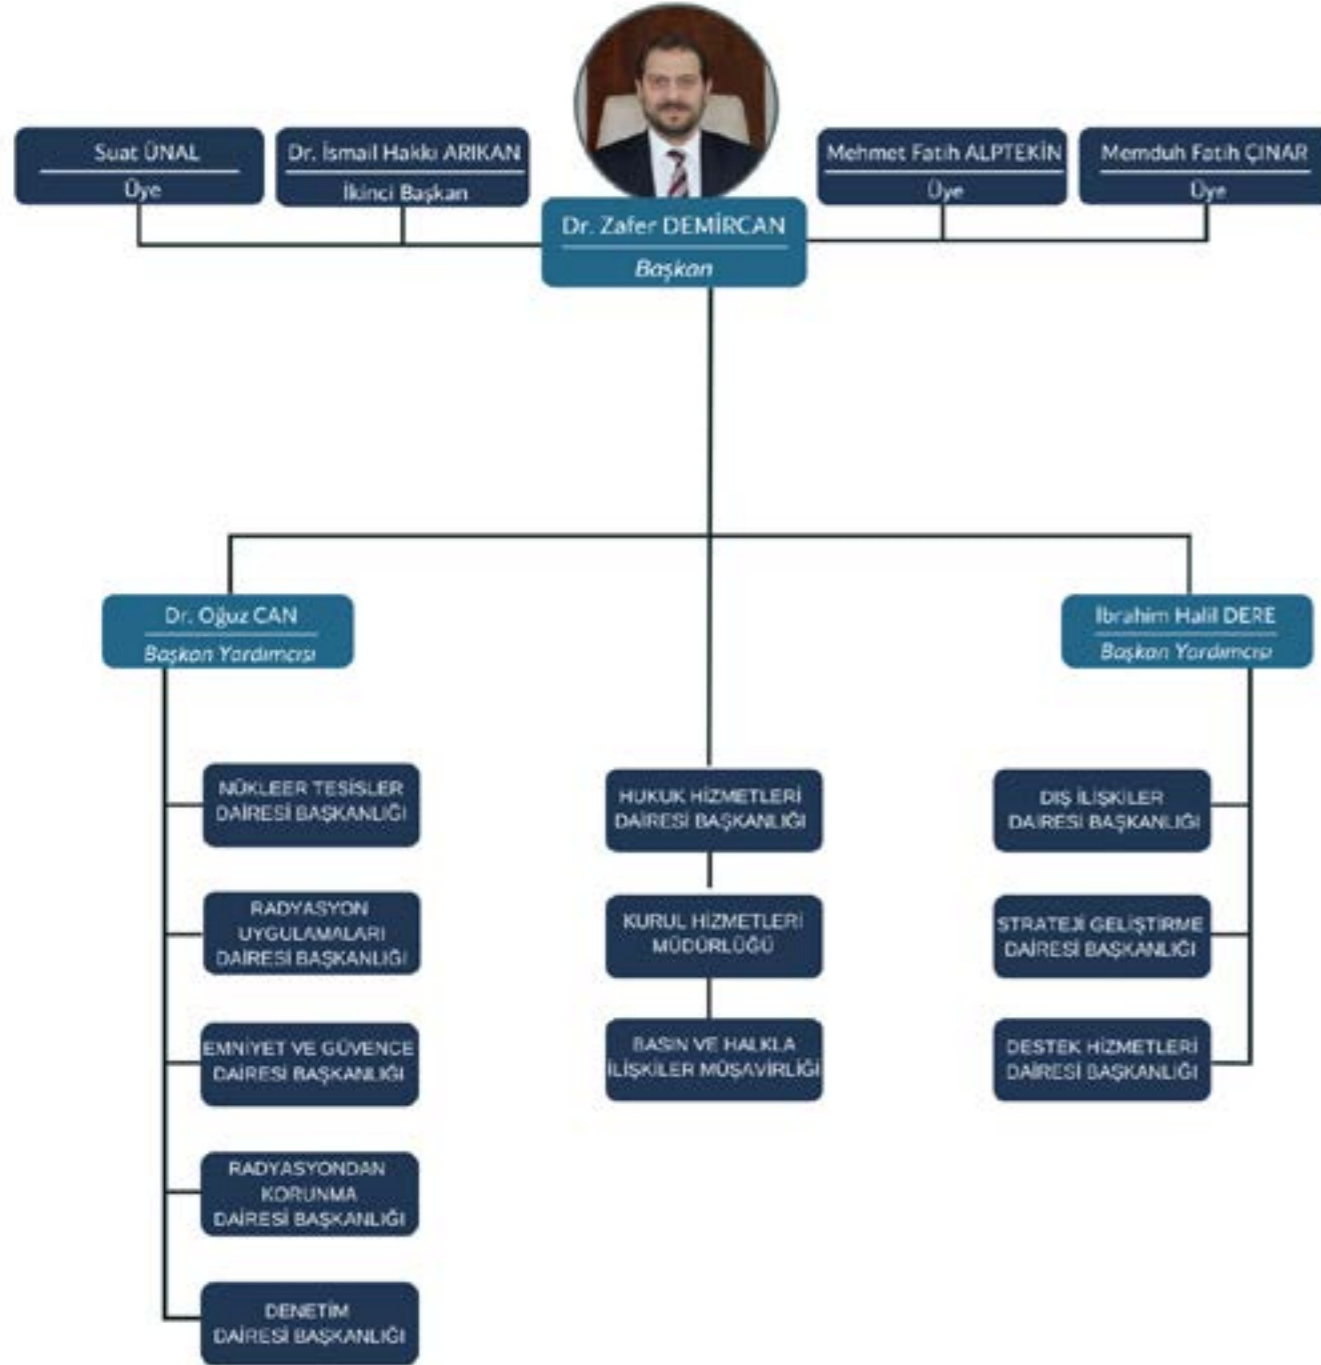 Suat ÜNAL
Üye
Dr. İsmail Hakkı ARIKAN
İkinci Başkan
Dr. Zafer DEMİRCAN
Başkan
Mehmet Fatih ALPTEKİN
Üye
Memduh Fatih ÇINAR
Üye
Dr. Oğuz CAN
Başkan Yardımcısı
İbrahim Halil DERE
Başkan Yardımcısı
NÜKLEER TESİSLER
DAİRESİ BAŞKANLIĞI
RADYASYON
UYGULAMALARI
DAİRESİ BAŞKANLIĞI
EMNİYET VE GÜVENCE
DAİRESİ BAŞKANLIĞI
RADYASYONDAN
KORUNMA
DAİRESİ BAŞKANLIĞI
DENETİM
DAİRESİ BAŞKANLIĞI
HUKUK HİZMETLERİ
DAİRESİ BAŞKANLIĞI
KURUL HİZMETLERİ
MÜDÜRLÜĞÜ
BASIN VE HALKLA
İLİŞKİLER MÜŞAVİRLİĞİ
DIŞ İLİŞKİLER
DAİRESİ BAŞKANLIĞI
STRATEJİ GELİŞTİRME
DAİRESİ BAŞKANLIĞI
DESTEK HİZMETLERİ
DAİRESİ BAŞKANLIĞI